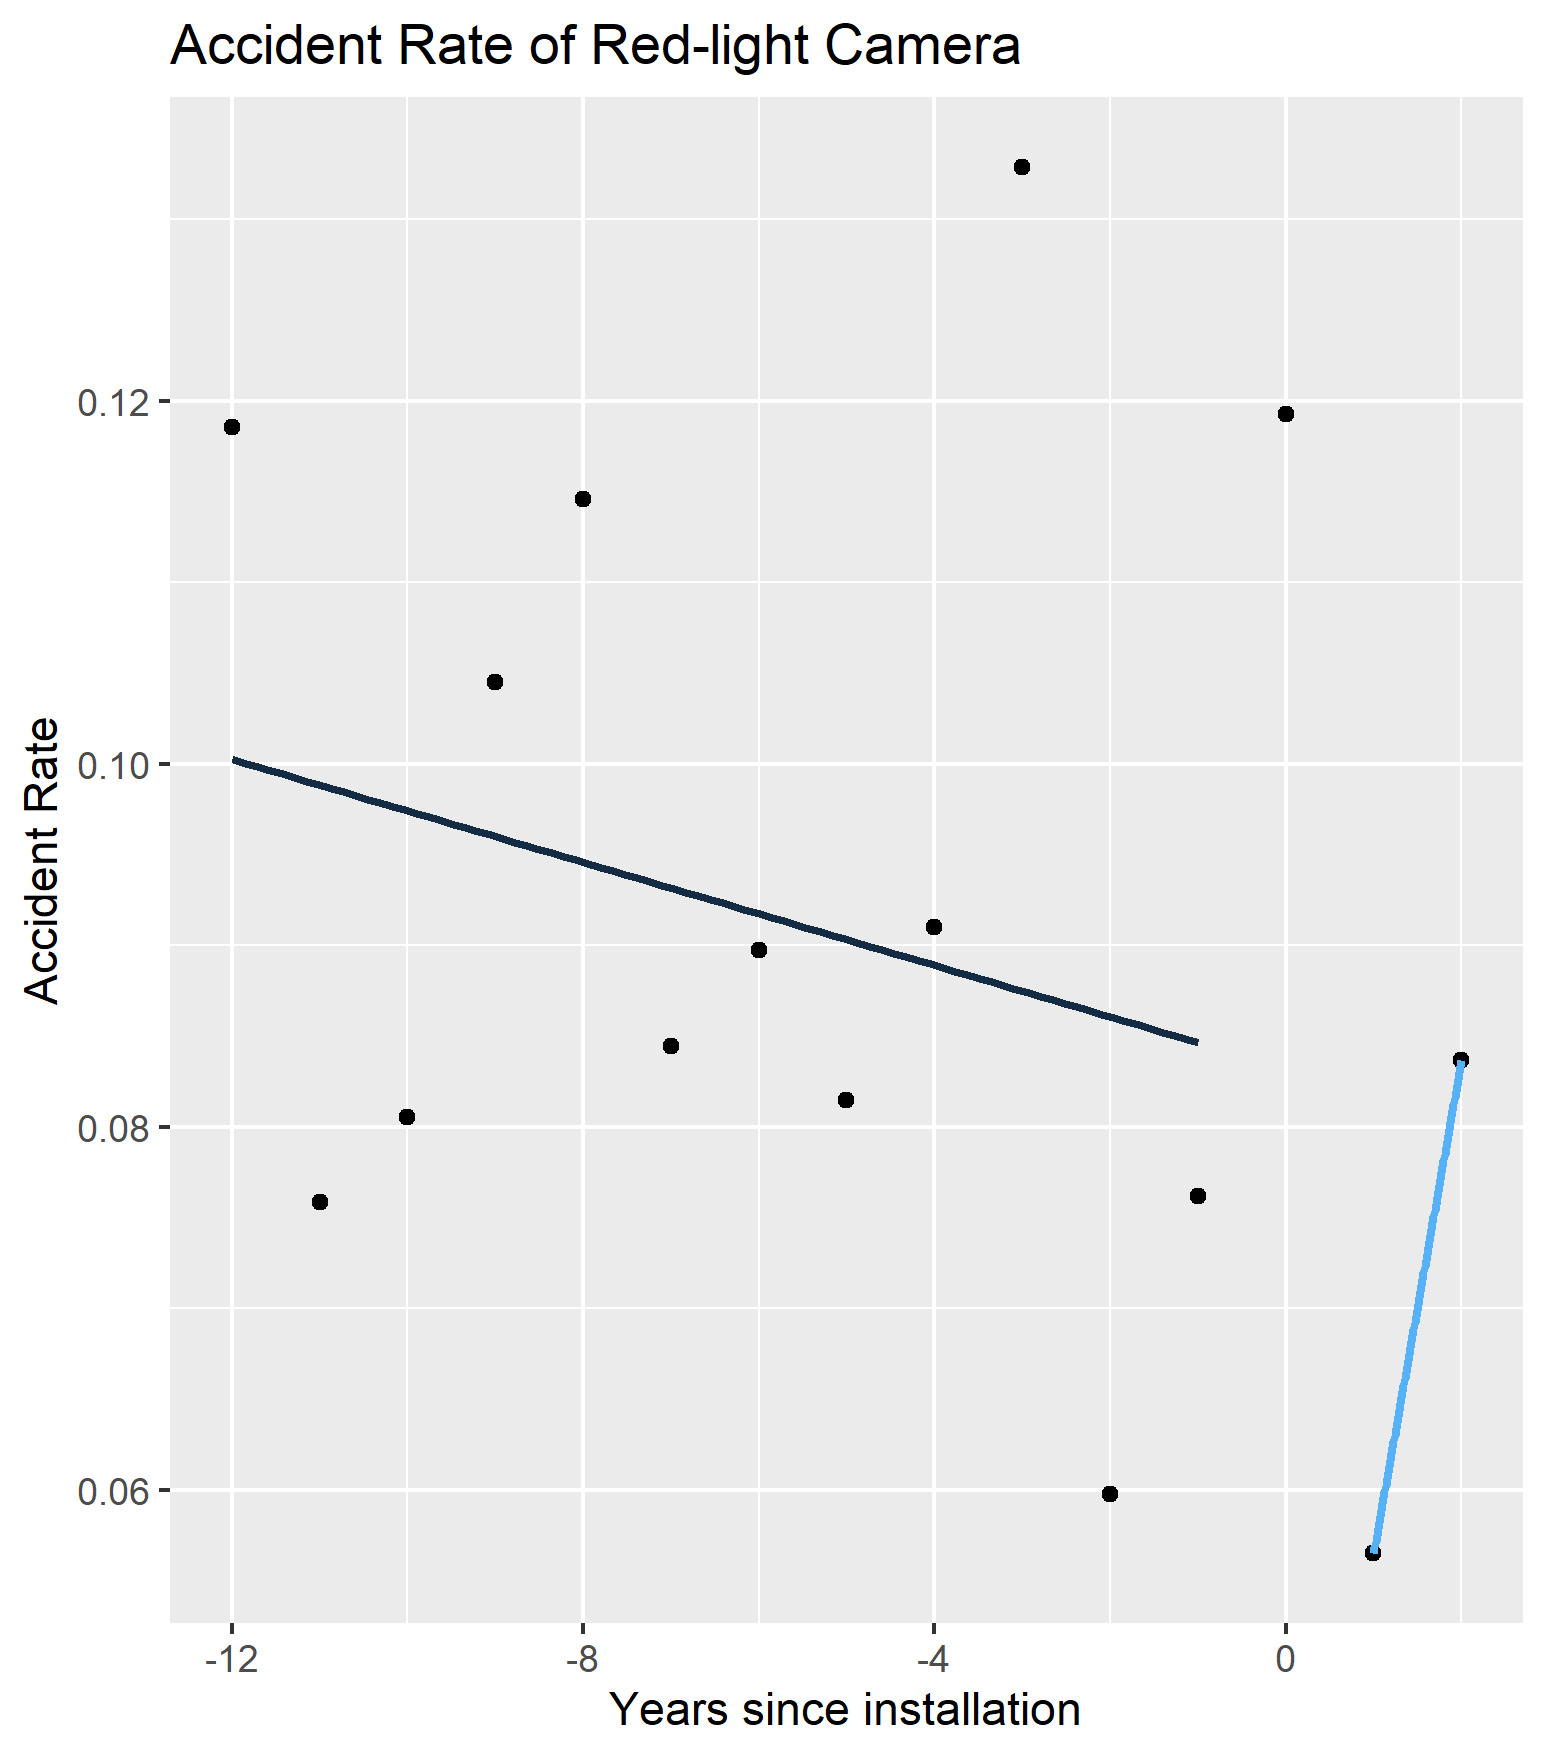 Accident Rate of Red-light Camera
Accident Rate
0.12
0.10
0.08
0.06
-12
-8
-4
0
Years since installation